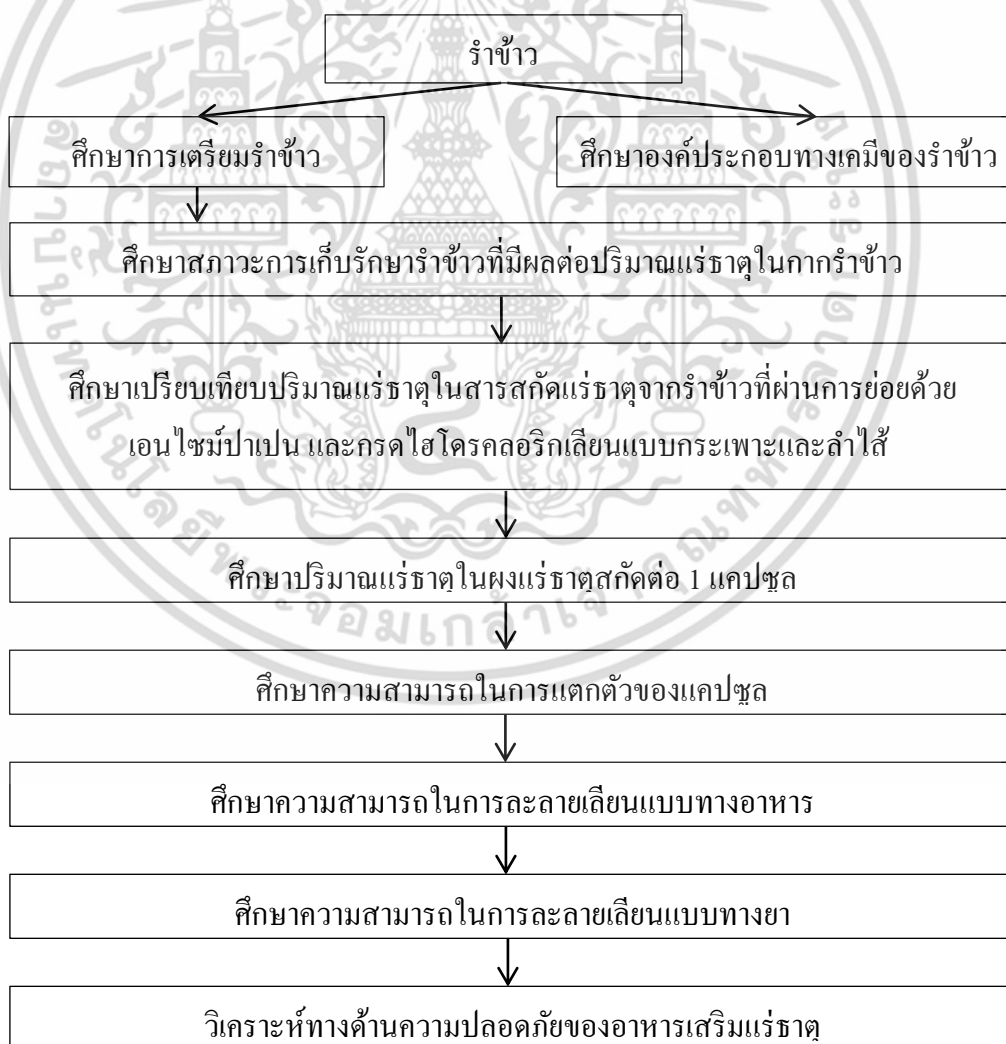 รำข้าว
ศึกษาการเตรียมรำข้าว
ศึกษาองค์ประกอบทางเคมีของรำข้าว
ศึกษาสภาวะการเก็บรักษารำข้าวที่มีผลต่อปริมาณแร่ธาตุในกากรำข้าว
ศึกษาเปรียบเทียบปริมาณแร่ธาตุในสารสกัดแร่ธาตุจากรำข้าวที่ผ่านการย่อยด้วย
เอนไซม์ปาเปน และกรดไฮโดรคลอริกเลียนแบบกระเพาะและลำไส้
ศึกษาปริมาณแร่ธาตุในผงแร่ธาตุสกัดต่อ 1 แคปซูล
ศึกษาความสามารถในการแตกตัวของแคปซูล
ศึกษาความสามารถในการละลายเลียนแบบทางอาหาร
ศึกษาความสามารถในการละลายเลียนแบบทางยา
วิเคราะห์ทางด้านความปลอดภัยของอาหารเสริมแร่ธาตุ